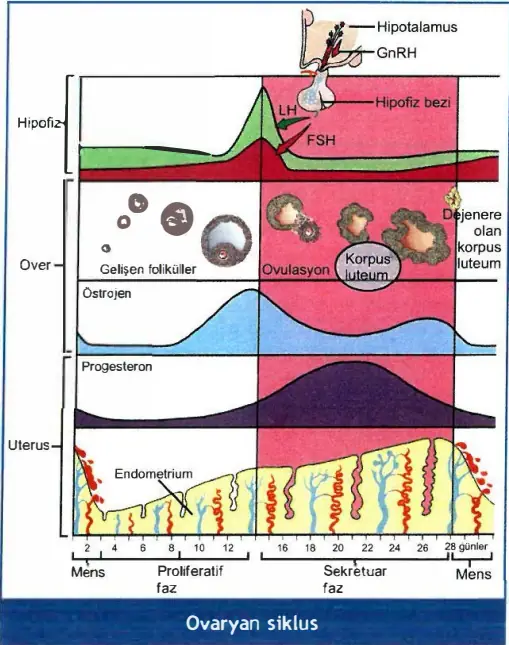 Hipotalamus
GnRH
Hipofiz bezi
Hipofiz
LH
FSH
Over
Gelişen foliküller
Ovulasyon
Korpus
luteum
Dejenere
olan
korpus
luteum
Östrojen
Progesteron
Uterus
Endometrium
2 4 6 8 10 12 16 18 20 22 24 26 28 günler
Mens
Proliferatif
faz
Sekretuar
faz
Mens
Ovaryan siklus